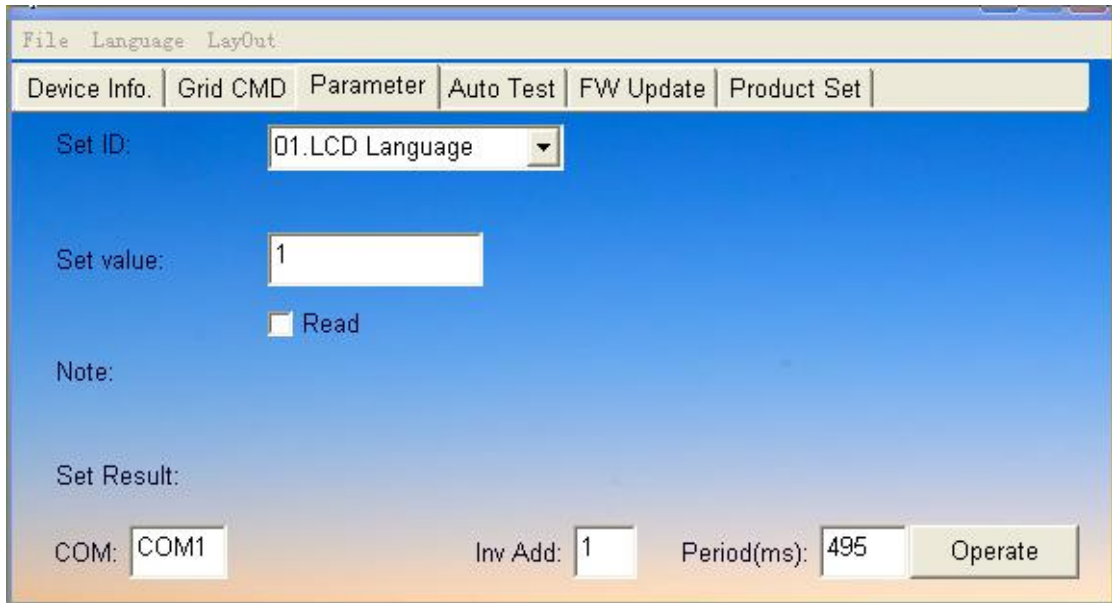 File Language LayOut
Device Info. Grid CMD Parameter Auto Test FW Update Product Set
Set ID: 01.LCD Language
Set value: 1
Read
Note:
Set Result:
COM: COM1 Inv Add: 1 Period(ms): 495 Operate